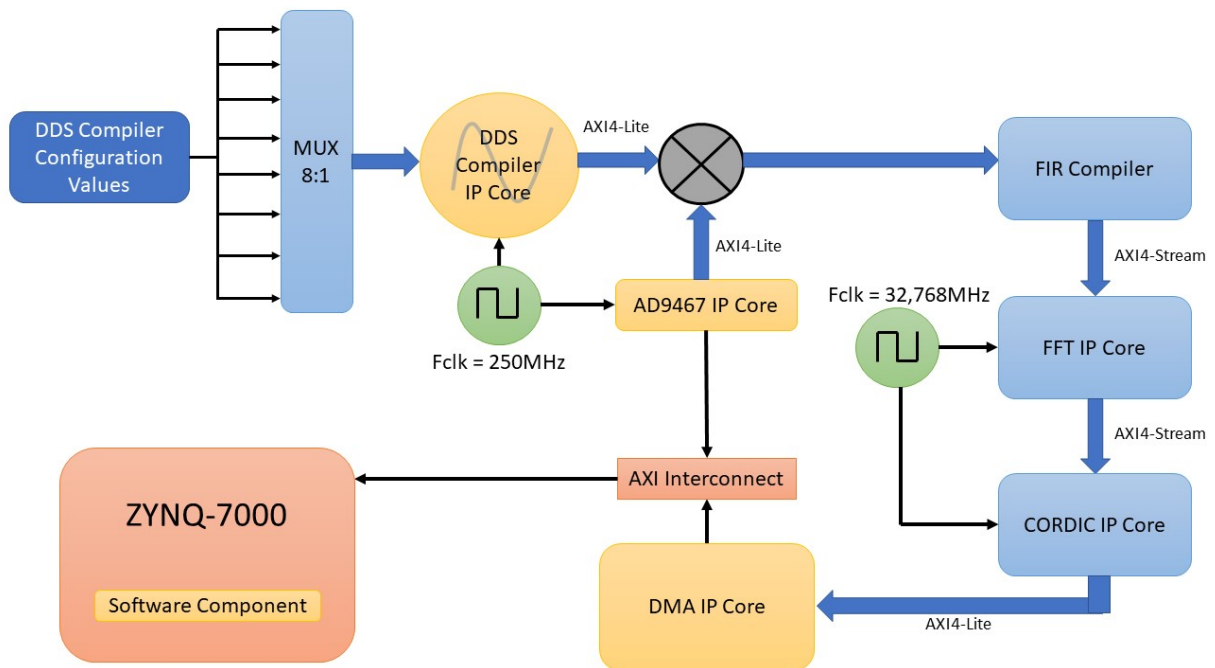 DDS Compiler
Configuration
Values
MUX
8:1
DDS
Compiler
IP Core
AXI4-Lite
FIR Compiler
AXI4-Lite
AXI4-Stream
AD9467 IP Core
Fclk = 250MHz
Fclk = 32,768MHz
FFT IP Core
AXI4-Stream
AXI Interconnect
ZYNQ-7000
Software Component
CORDIC IP Core
DMA IP Core
AXI4-Lite